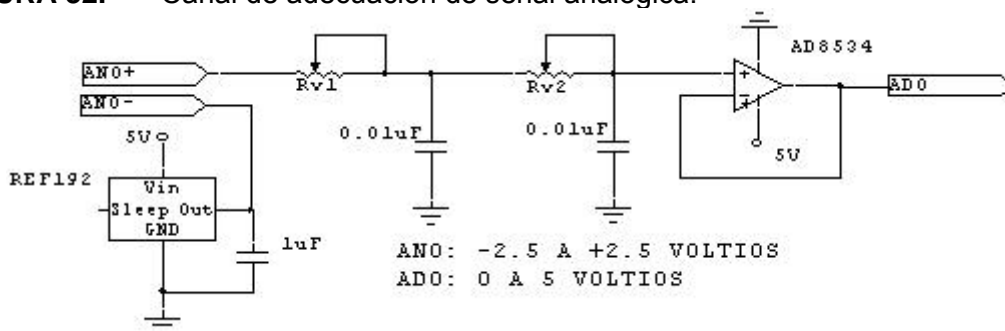 Canal de adecuación de señal analógica.
AD8534
AN0+
Rv1
Rv2
AD0
AN0-
0.01uF
0.01uF
5V
5V
REF192
Vin
Sleep Out
GND
1uF
AN0: -2.5 A +2.5 VOLTIOS
AD0: 0 A 5 VOLTIOS